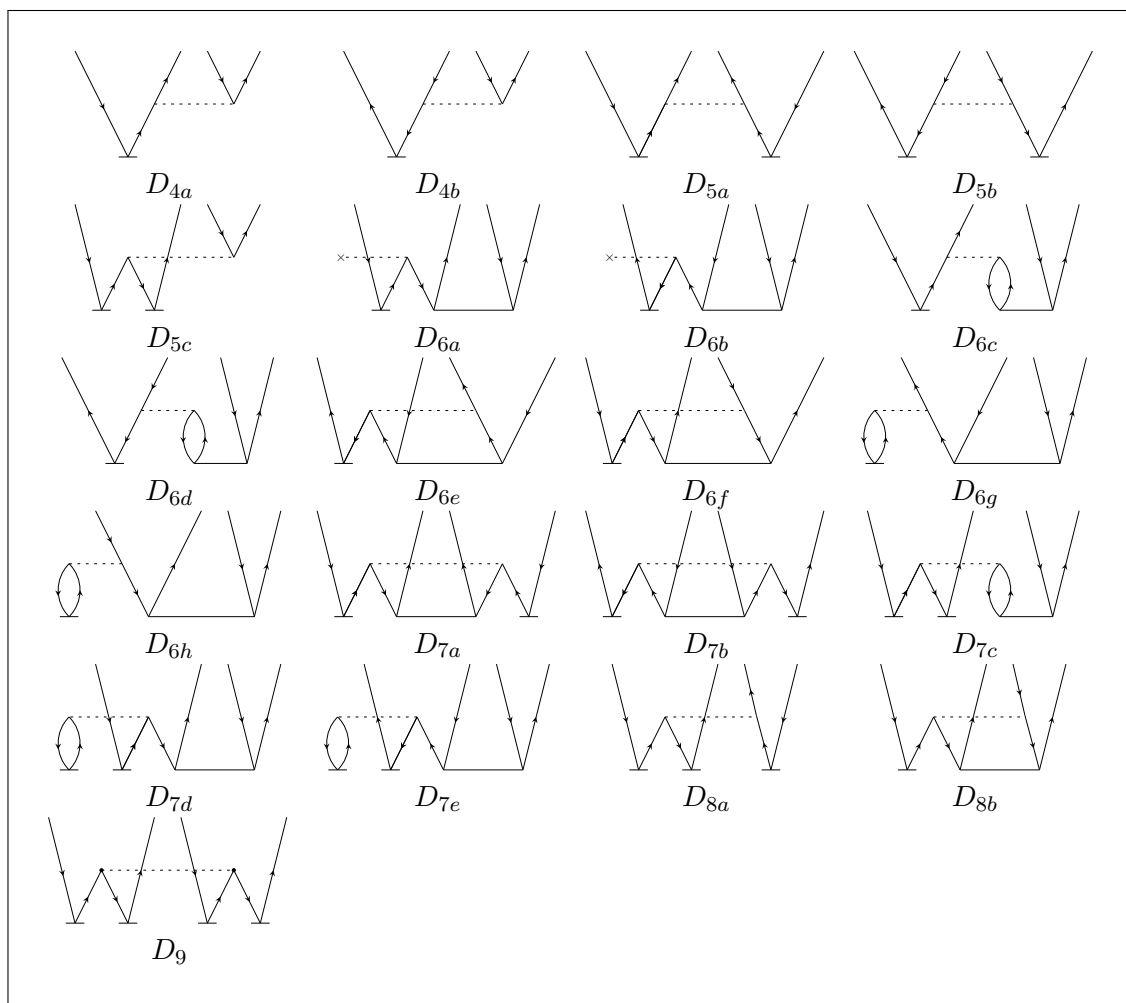 D_{4a} D_{4b} D_{5a} D_{5b}
D_{5c} D_{6a} D_{6b} D_{6c}
D_{6d} D_{6e} D_{6f} D_{6g}
D_{6h} D_{7a} D_{7b} D_{7c}
D_{7d} D_{7e} D_{8a} D_{8b}
D_9